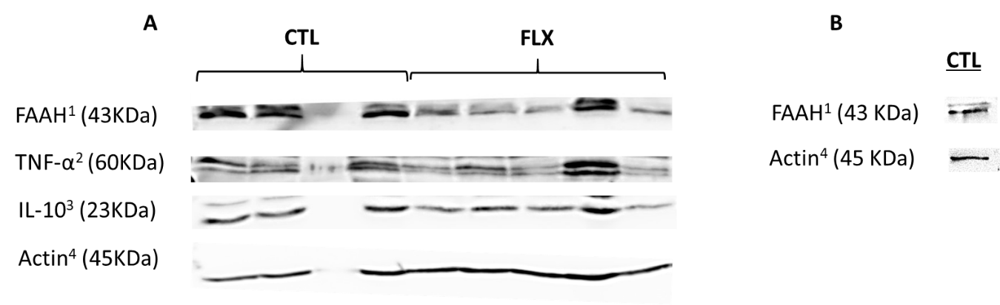 A
CTL
FLX
FAAH¹ (43KDa)
TNF-α² (60KDa)
IL-10³ (23KDa)
Actin⁴ (45KDa)
B
CTL
FAAH¹ (43 KDa)
Actin⁴ (45 KDa)